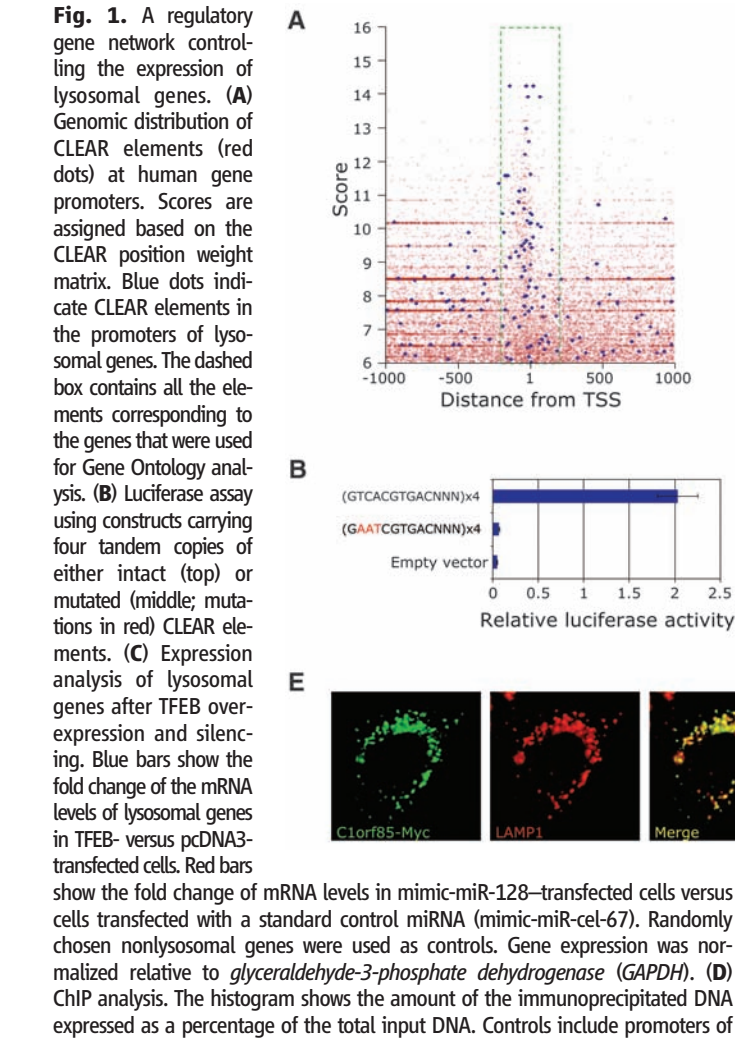 Fig. 1. A regulatory
gene network control-
ling the expression of
lysosomal genes. (A)
Genomic distribution of
CLEAR elements (red
dots) at human gene
promoters. Scores are
assigned based on the
CLEAR position weight
matrix. Blue dots indi-
cate CLEAR elements in
the promoters of lyso-
somal genes. The dashed
box contains all the ele-
ments corresponding to
the genes that were used
for Gene Ontology anal-
ysis. (B) Luciferase assay
using constructs carrying
four tandem copies of
either intact (top) or
mutated (middle; muta-
tions in red) CLEAR ele-
ments. (C) Expression
analysis of lysosomal
genes after TFEB over-
expression and silenc-
ing. Blue bars show the
fold change of the mRNA
levels of lysosomal genes
in TFEB- versus pcDNA3-
transfected cells. Red bars
show the fold change of mRNA levels in mimic-miR-128–transfected cells versus
cells transfected with a standard control miRNA (mimic-miR-cel-67). Randomly
chosen nonlysosomal genes were used as controls. Gene expression was nor-
malized relative to glyceraldehyde-3-phosphate dehydrogenase (GAPDH). (D)
ChIP analysis. The histogram shows the amount of the immunoprecipitated DNA
expressed as a percentage of the total input DNA. Controls include promoters of
A
16
15
14
13
12
11
10
9
8
7
6
Score
-1000 -500 1 500 1000
Distance from TSS
B
(GTCACGTGACNNN)x4
(GAATCGTGACNNN)x4
Empty vector
0 0.5 1 1.5 2 2.5
Relative luciferase activity
E
C1orf85-Myc
LAMP1
Merge